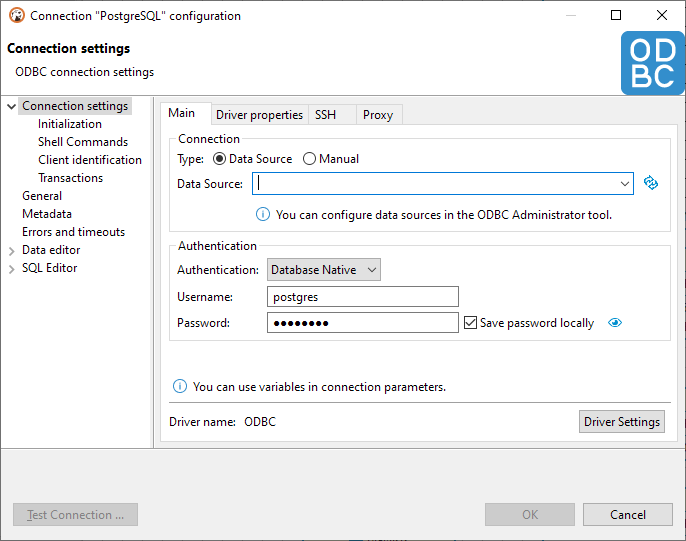 Connection "PostgreSQL" configuration
Connection settings
ODBC connection settings
OD
BC
Connection settings
Initialization
Shell Commands
Client identification
Transactions
General
Metadata
Errors and timeouts
Data editor
SQL Editor
Main Driver properties SSH Proxy
Connection
Type: Data Source Manual
Data Source:
You can configure data sources in the ODBC Administrator tool.
Authentication
Authentication: Database Native
Username: postgres
Password: ●●●●●●●● Save password locally
You can use variables in connection parameters.
Driver name: ODBC Driver Settings
Test Connection ... OK Cancel